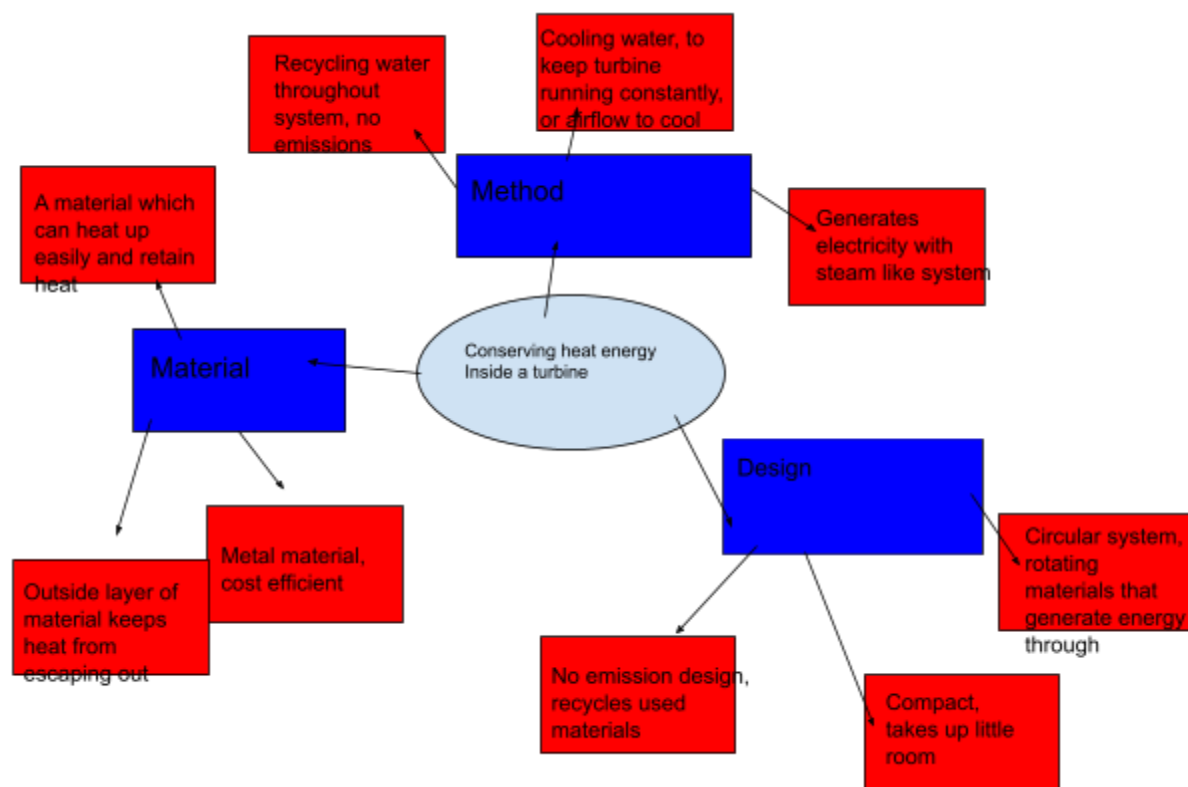 Cooling water, to
keep turbine
running constantly,
or airflow to cool
Recycling water
throughout
system, no
emissions
Method
A material which
can heat up
easily and retain
heat
Generates
electricity with
steam like system
Conserving heat energy
Inside a turbine
Material
Design
Circular system,
rotating
materials that
generate energy
through
Metal material,
cost efficient
Outside layer of
material keeps
heat from
escaping out
No emission design,
recycles used
materials
Compact,
takes up little
room